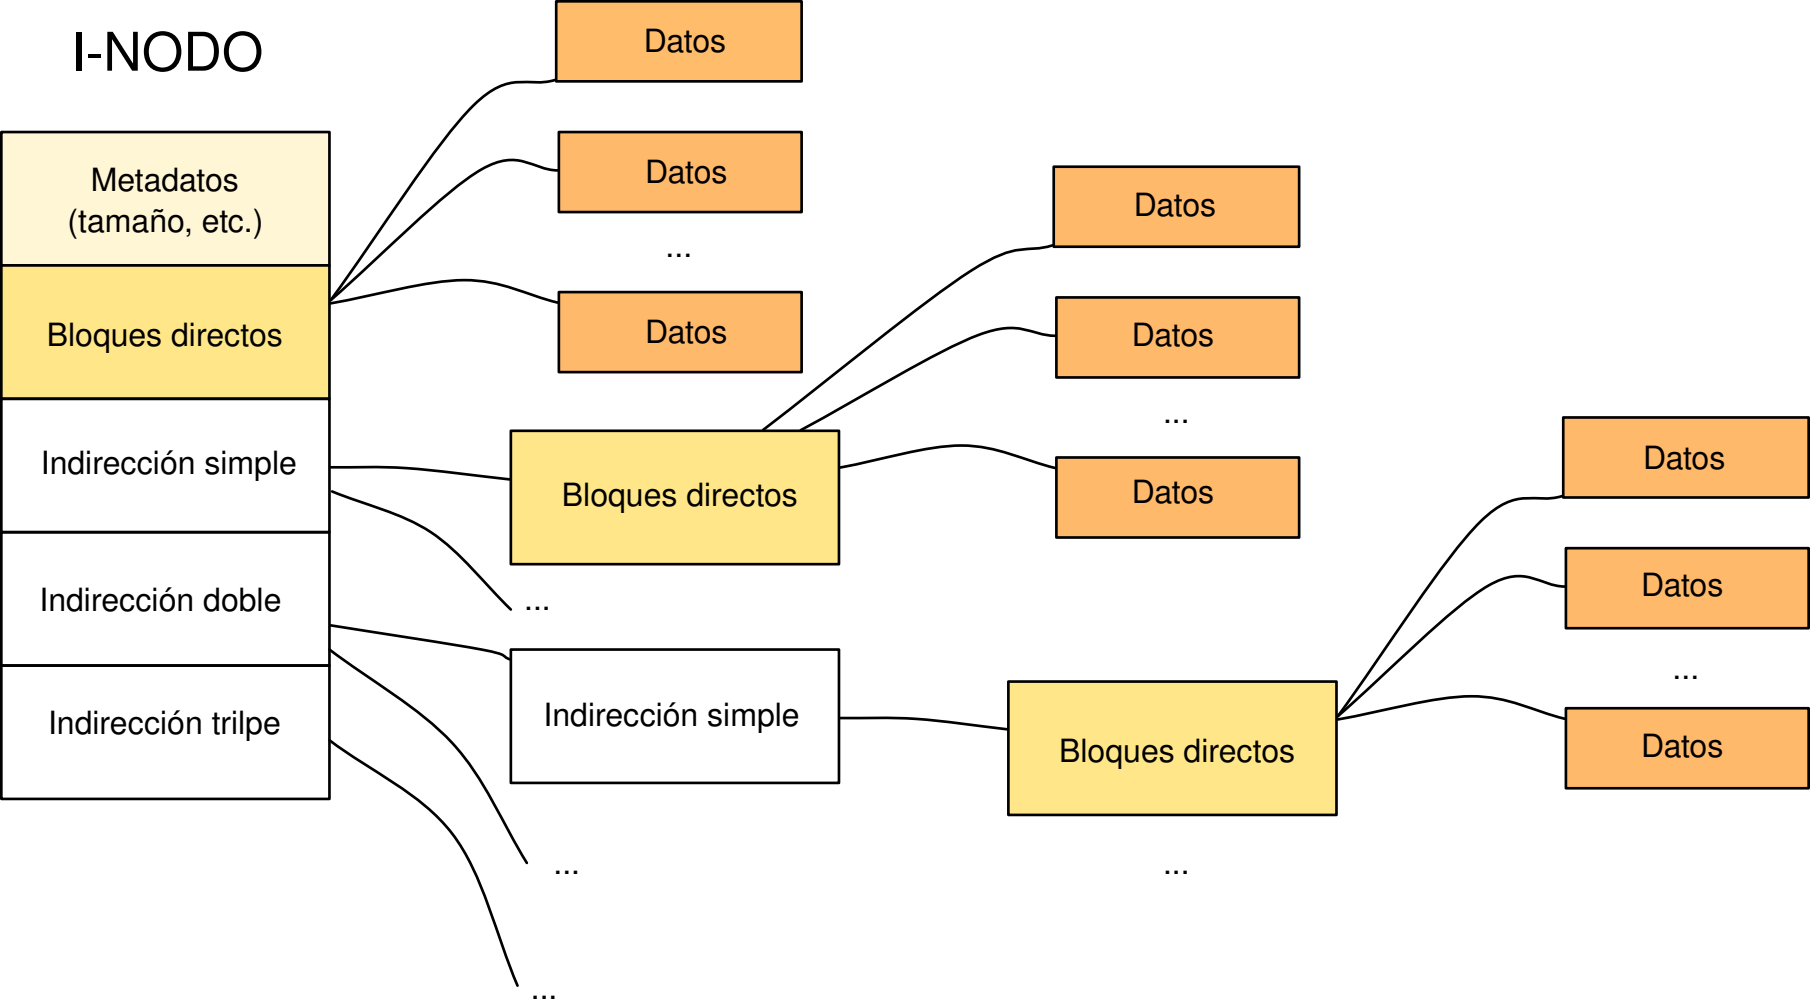 I-NODO
Metadatos
(tamaño, etc.)
Bloques directos
Indirección simple
Indirección doble
Indirección trilpe
Datos
Datos
...
Datos
Bloques directos
...
Indirección simple
...
...
Datos
Datos
...
Datos
Bloques directos
...
Datos
Datos
...
Datos